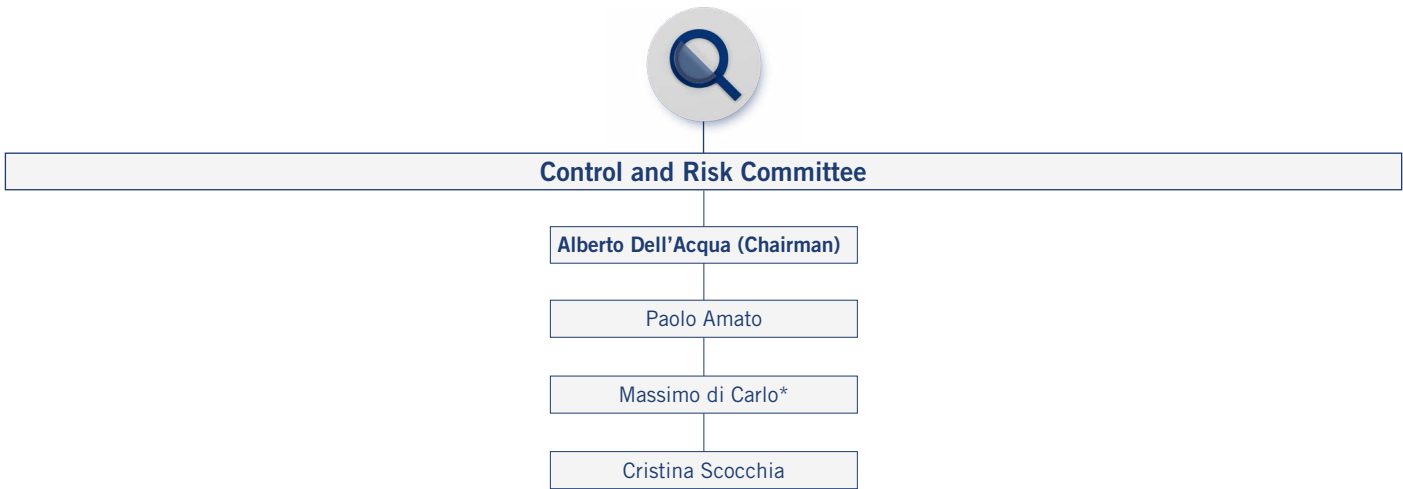 Control and Risk Committee
Alberto Dell'Acqua (Chairman)
Paolo Amato
Massimo di Carlo*
Cristina Scocchia